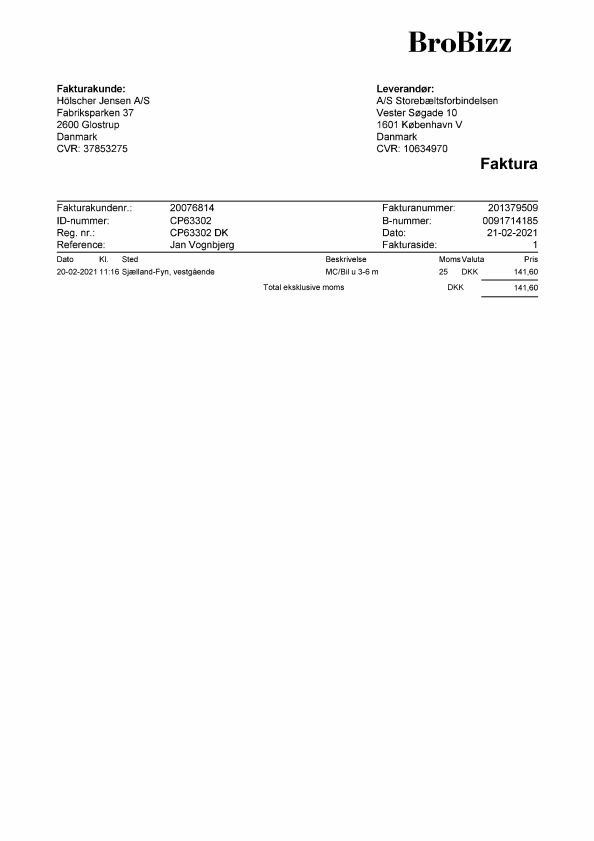 BroBizz
Fakturakunde:
Hölscher Jensen A/S
Fabriksparken 37
2600 Glostrup
Danmark
CVR: 37853275
Leverandør:
A/S Storebæltsforbindelsen
Vester Søgade 10
1601 København V
Danmark
CVR: 10634970
Faktura
Fakturakundenr.: 20076814 Fakturanummer: 201379509
ID-nummer: CP63302 B-nummer: 0091714185
Reg. nr.: CP63302 DK Dato: 21-02-2021
Reference: Jan Vognbjerg Fakturaside: 1
Dato Kl. Sted Beskrivelse Moms Valuta Pris
20-02-2021 11:16 Sjælland-Fyn, vestgående MC/Bil u 3-6 m 25 DKK 141,60
Total eksklusive moms DKK 141,60